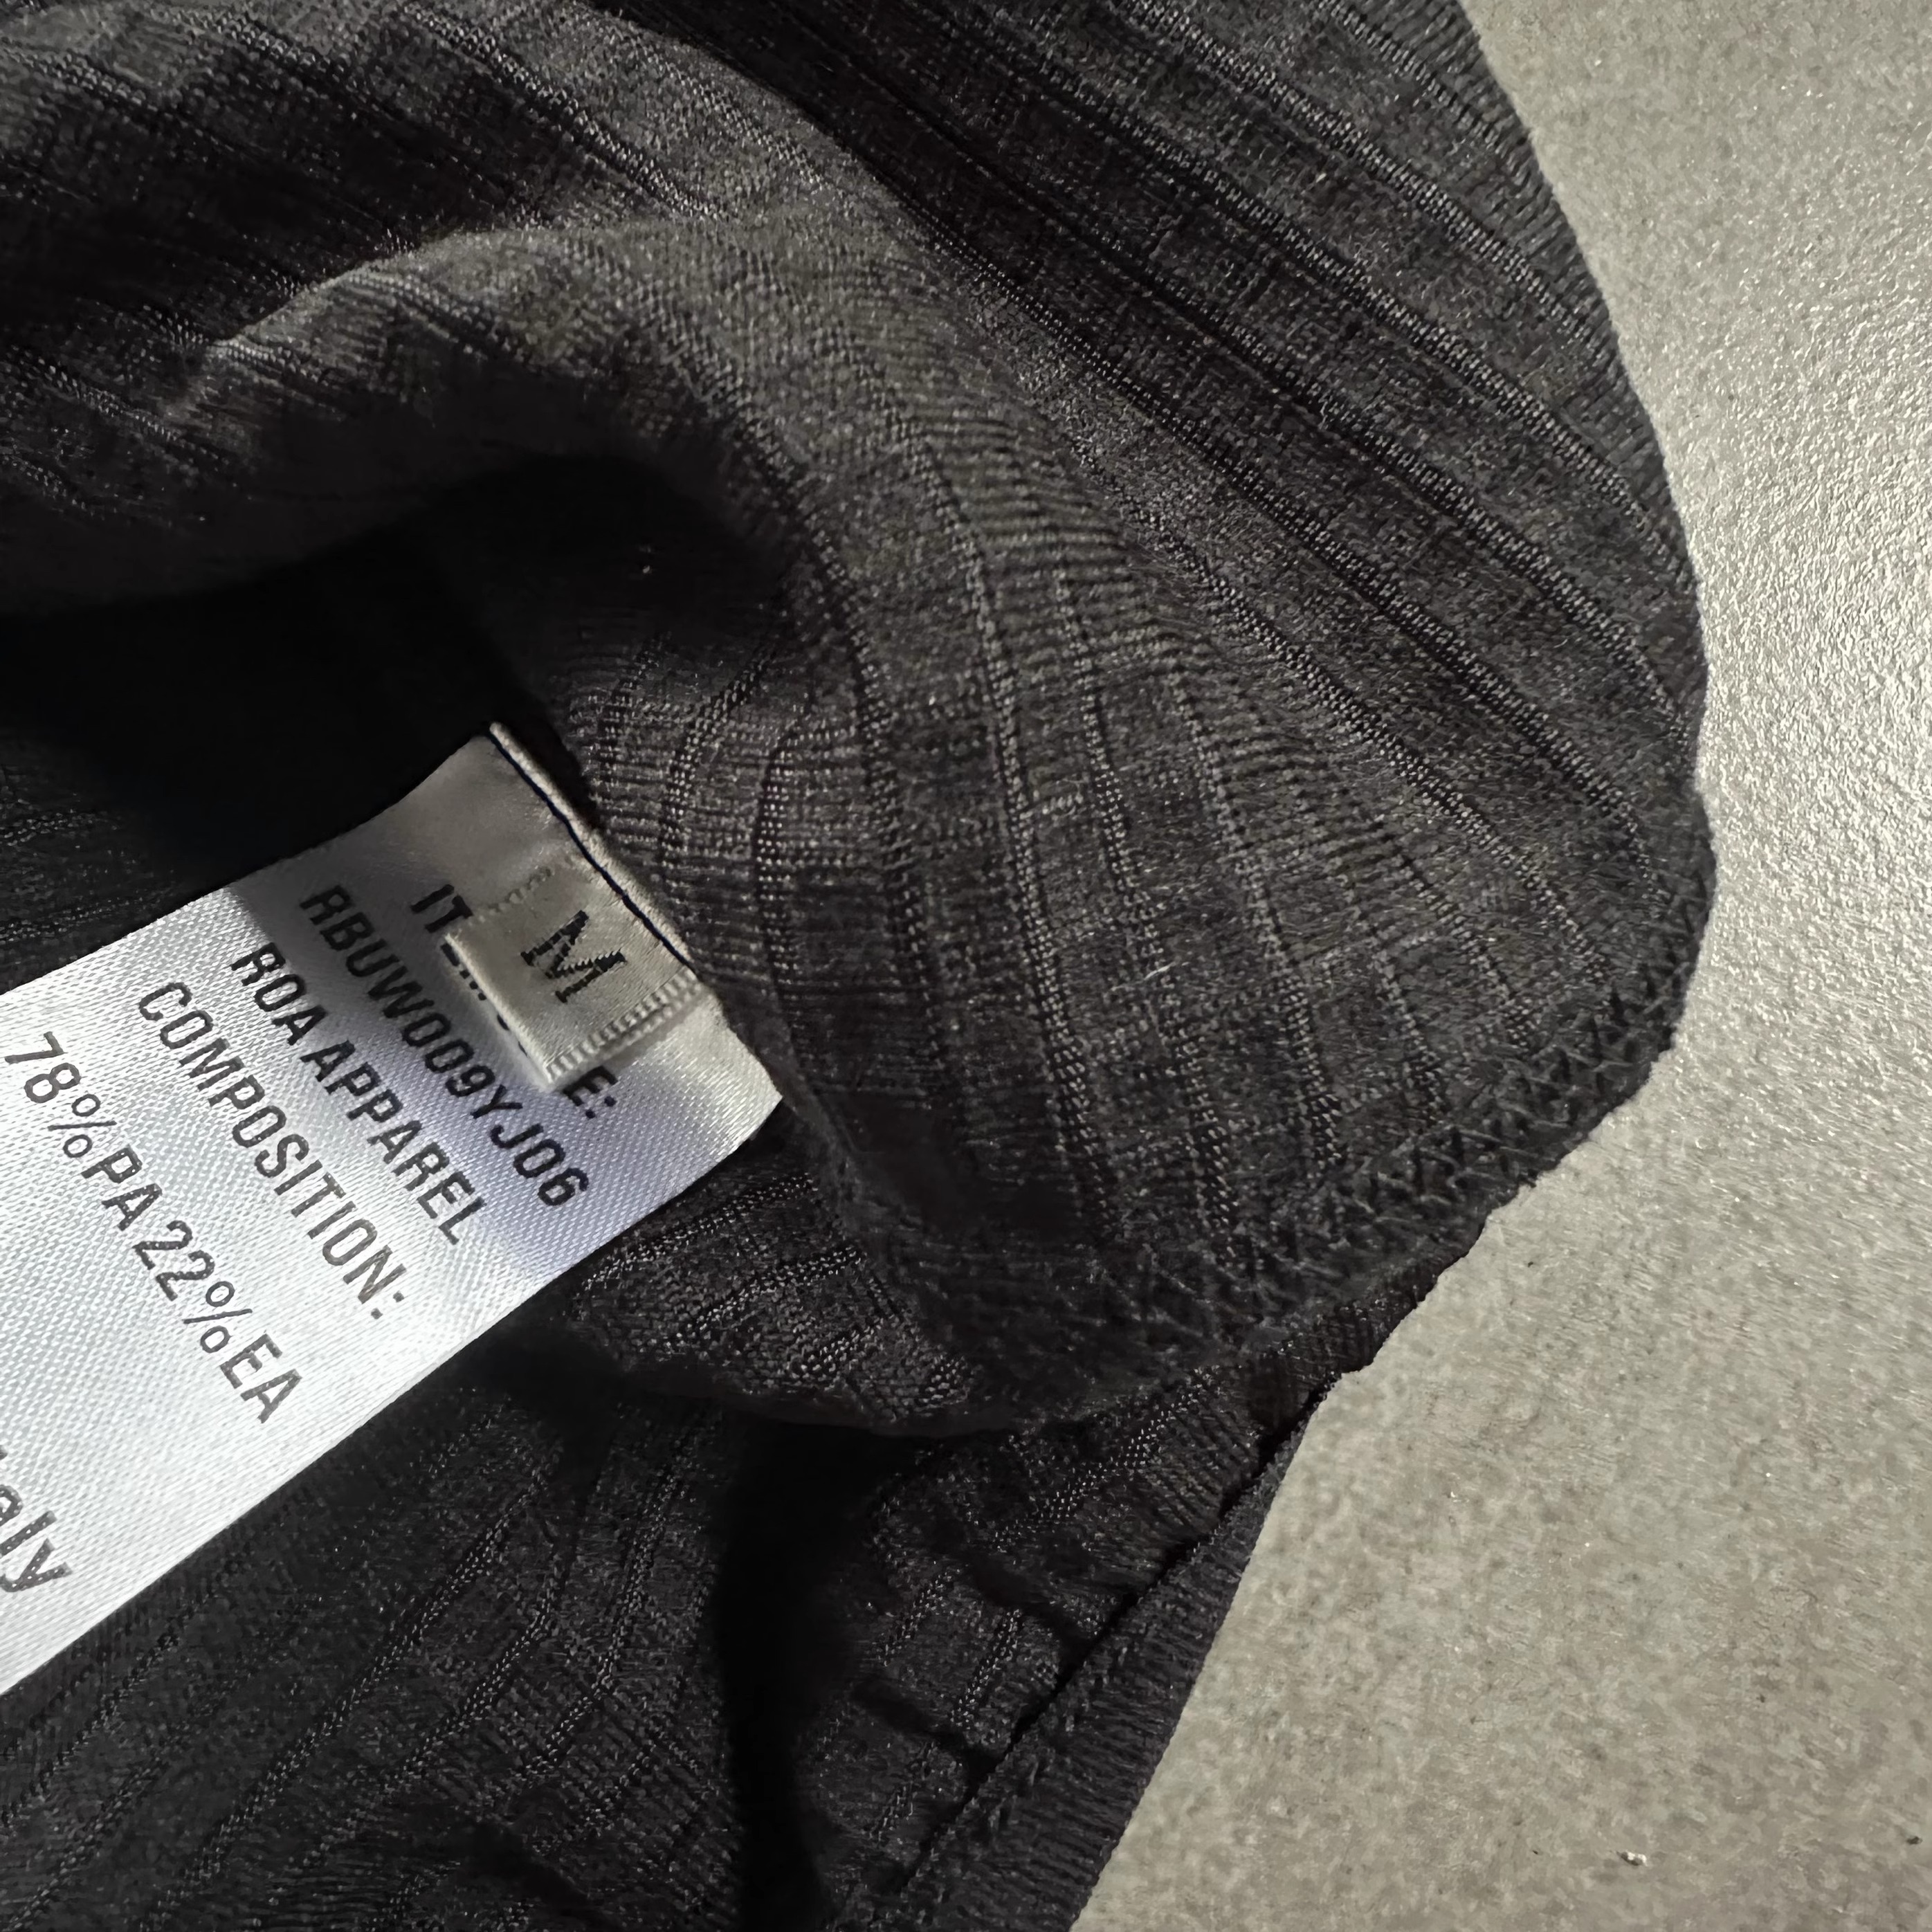 M
E:
RBUW009YJ06
ROA APPAREL
COMPOSITION:
78%PA 22%EA